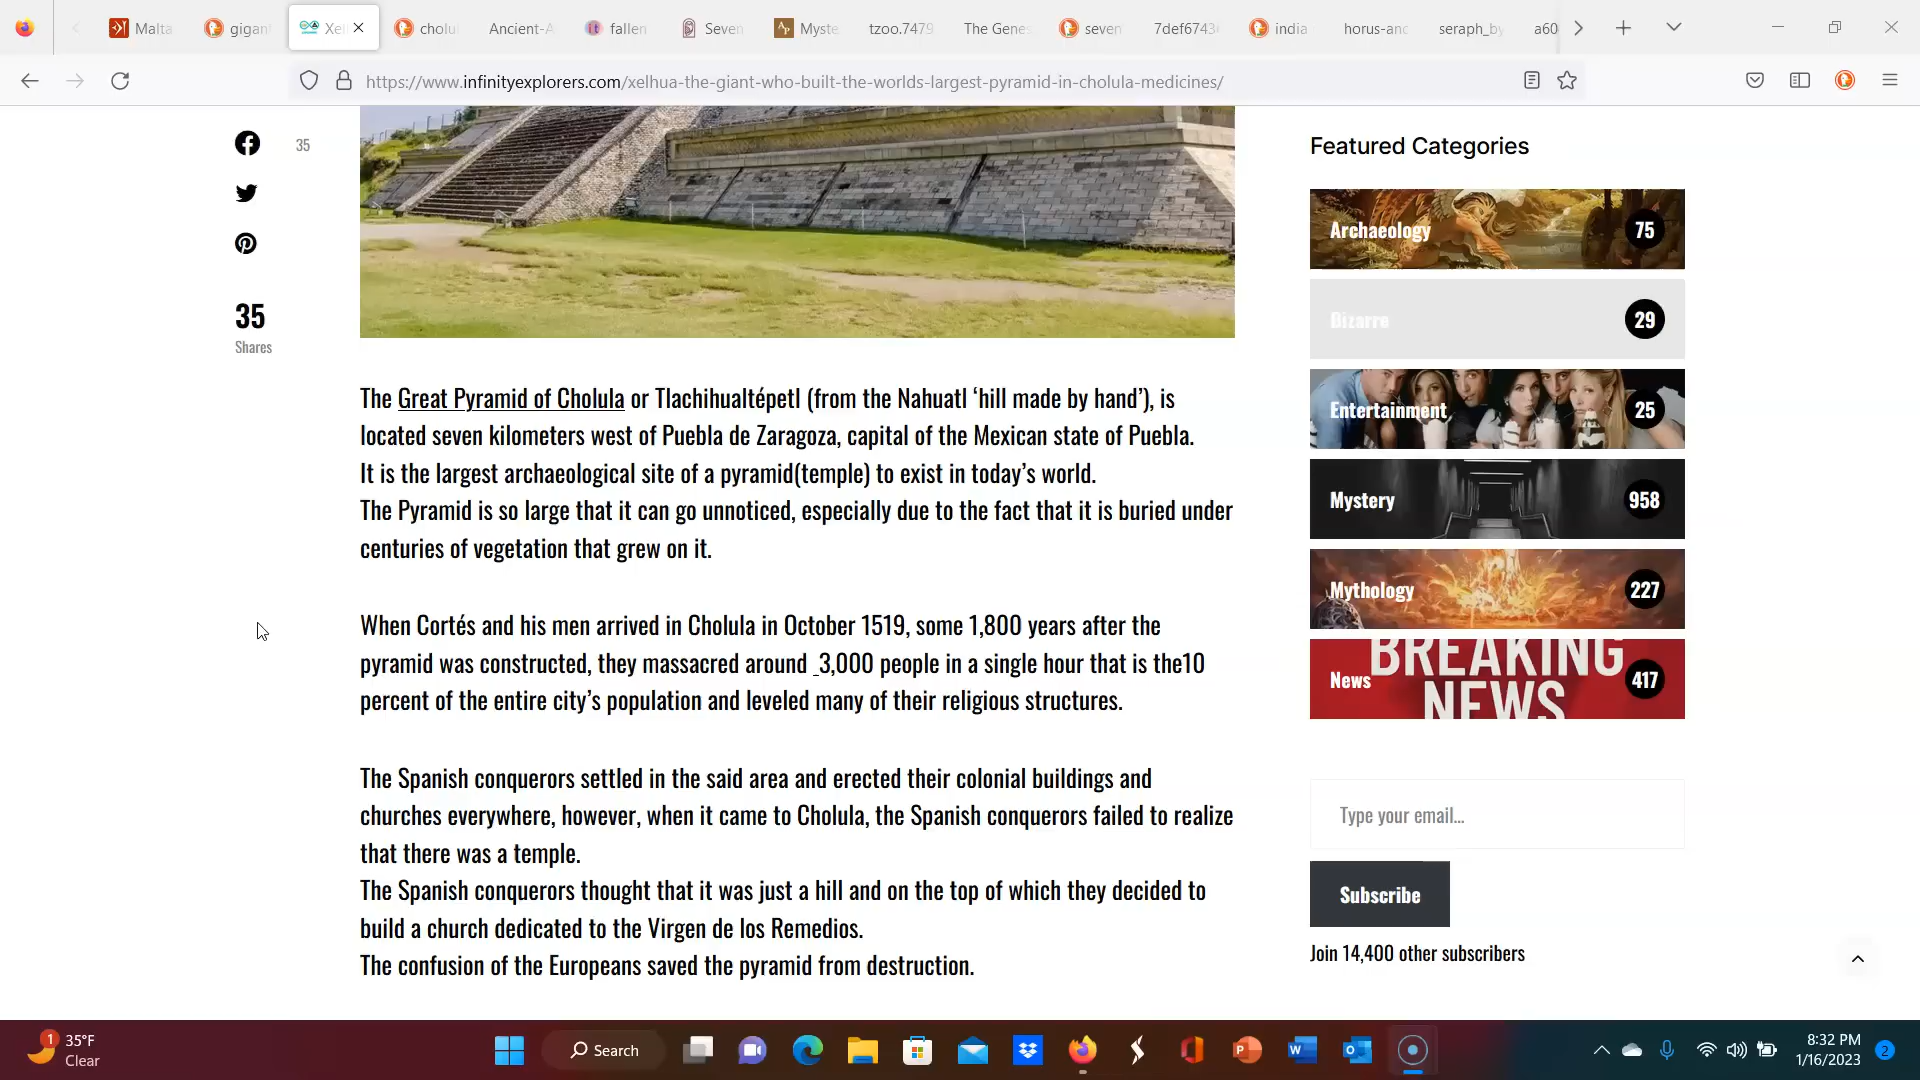 Malta
gigan
Xel
cholu
Ancient-A
fallen
Seven
Ap
Myste
tzoo.7479
The Gene
seven
7def6743
india
horus-anc
seraph_by
a60
https://www.infinityexplorers.com/xelhua-the-giant-who-built-the-worlds-largest-pyramid-in-cholula-medicines/
35
35
Shares
The Great Pyramid of Cholula or Tlachihualtépetl (from the Nahuatl ‘hill made by hand’), is
located seven kilometers west of Puebla de Zaragoza, capital of the Mexican state of Puebla.
It is the largest archaeological site of a pyramid(temple) to exist in today’s world.
The Pyramid is so large that it can go unnoticed, especially due to the fact that it is buried under
centuries of vegetation that grew on it.
When Cortés and his men arrived in Cholula in October 1519, some 1,800 years after the
pyramid was constructed, they massacred around _3,000 people in a single hour that is the10
percent of the entire city’s population and leveled many of their religious structures.
The Spanish conquerors settled in the said area and erected their colonial buildings and
churches everywhere, however, when it came to Cholula, the Spanish conquerors failed to realize
that there was a temple.
The Spanish conquerors thought that it was just a hill and on the top of which they decided to
build a church dedicated to the Virgen de los Remedios.
The confusion of the Europeans saved the pyramid from destruction.
Featured Categories
Archaeology 75
Bizarre 29
Entertainment 25
Mystery 958
Mythology 227
BREAKING
NEWS
News 417
Type your email...
Subscribe
Join 14,400 other subscribers
1
35°F
Clear
Search
8:32 PM
1/16/2023
2